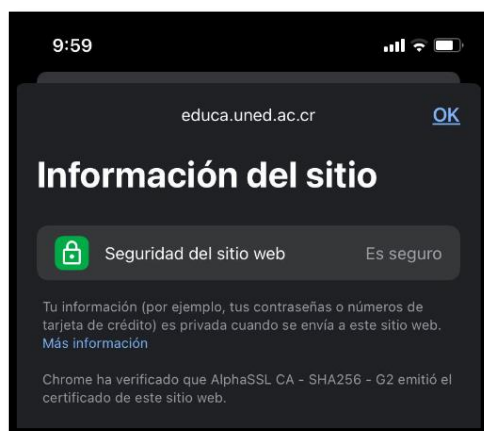 9:59
educa.uned.ac.cr OK
Información del sitio
Seguridad del sitio web Es seguro
Tu información (por ejemplo, tus contraseñas o números de
tarjeta de crédito) es privada cuando se envía a este sitio web.
Más información
Chrome ha verificado que AlphaSSL CA - SHA256 - G2 emitió el
certificado de este sitio web.